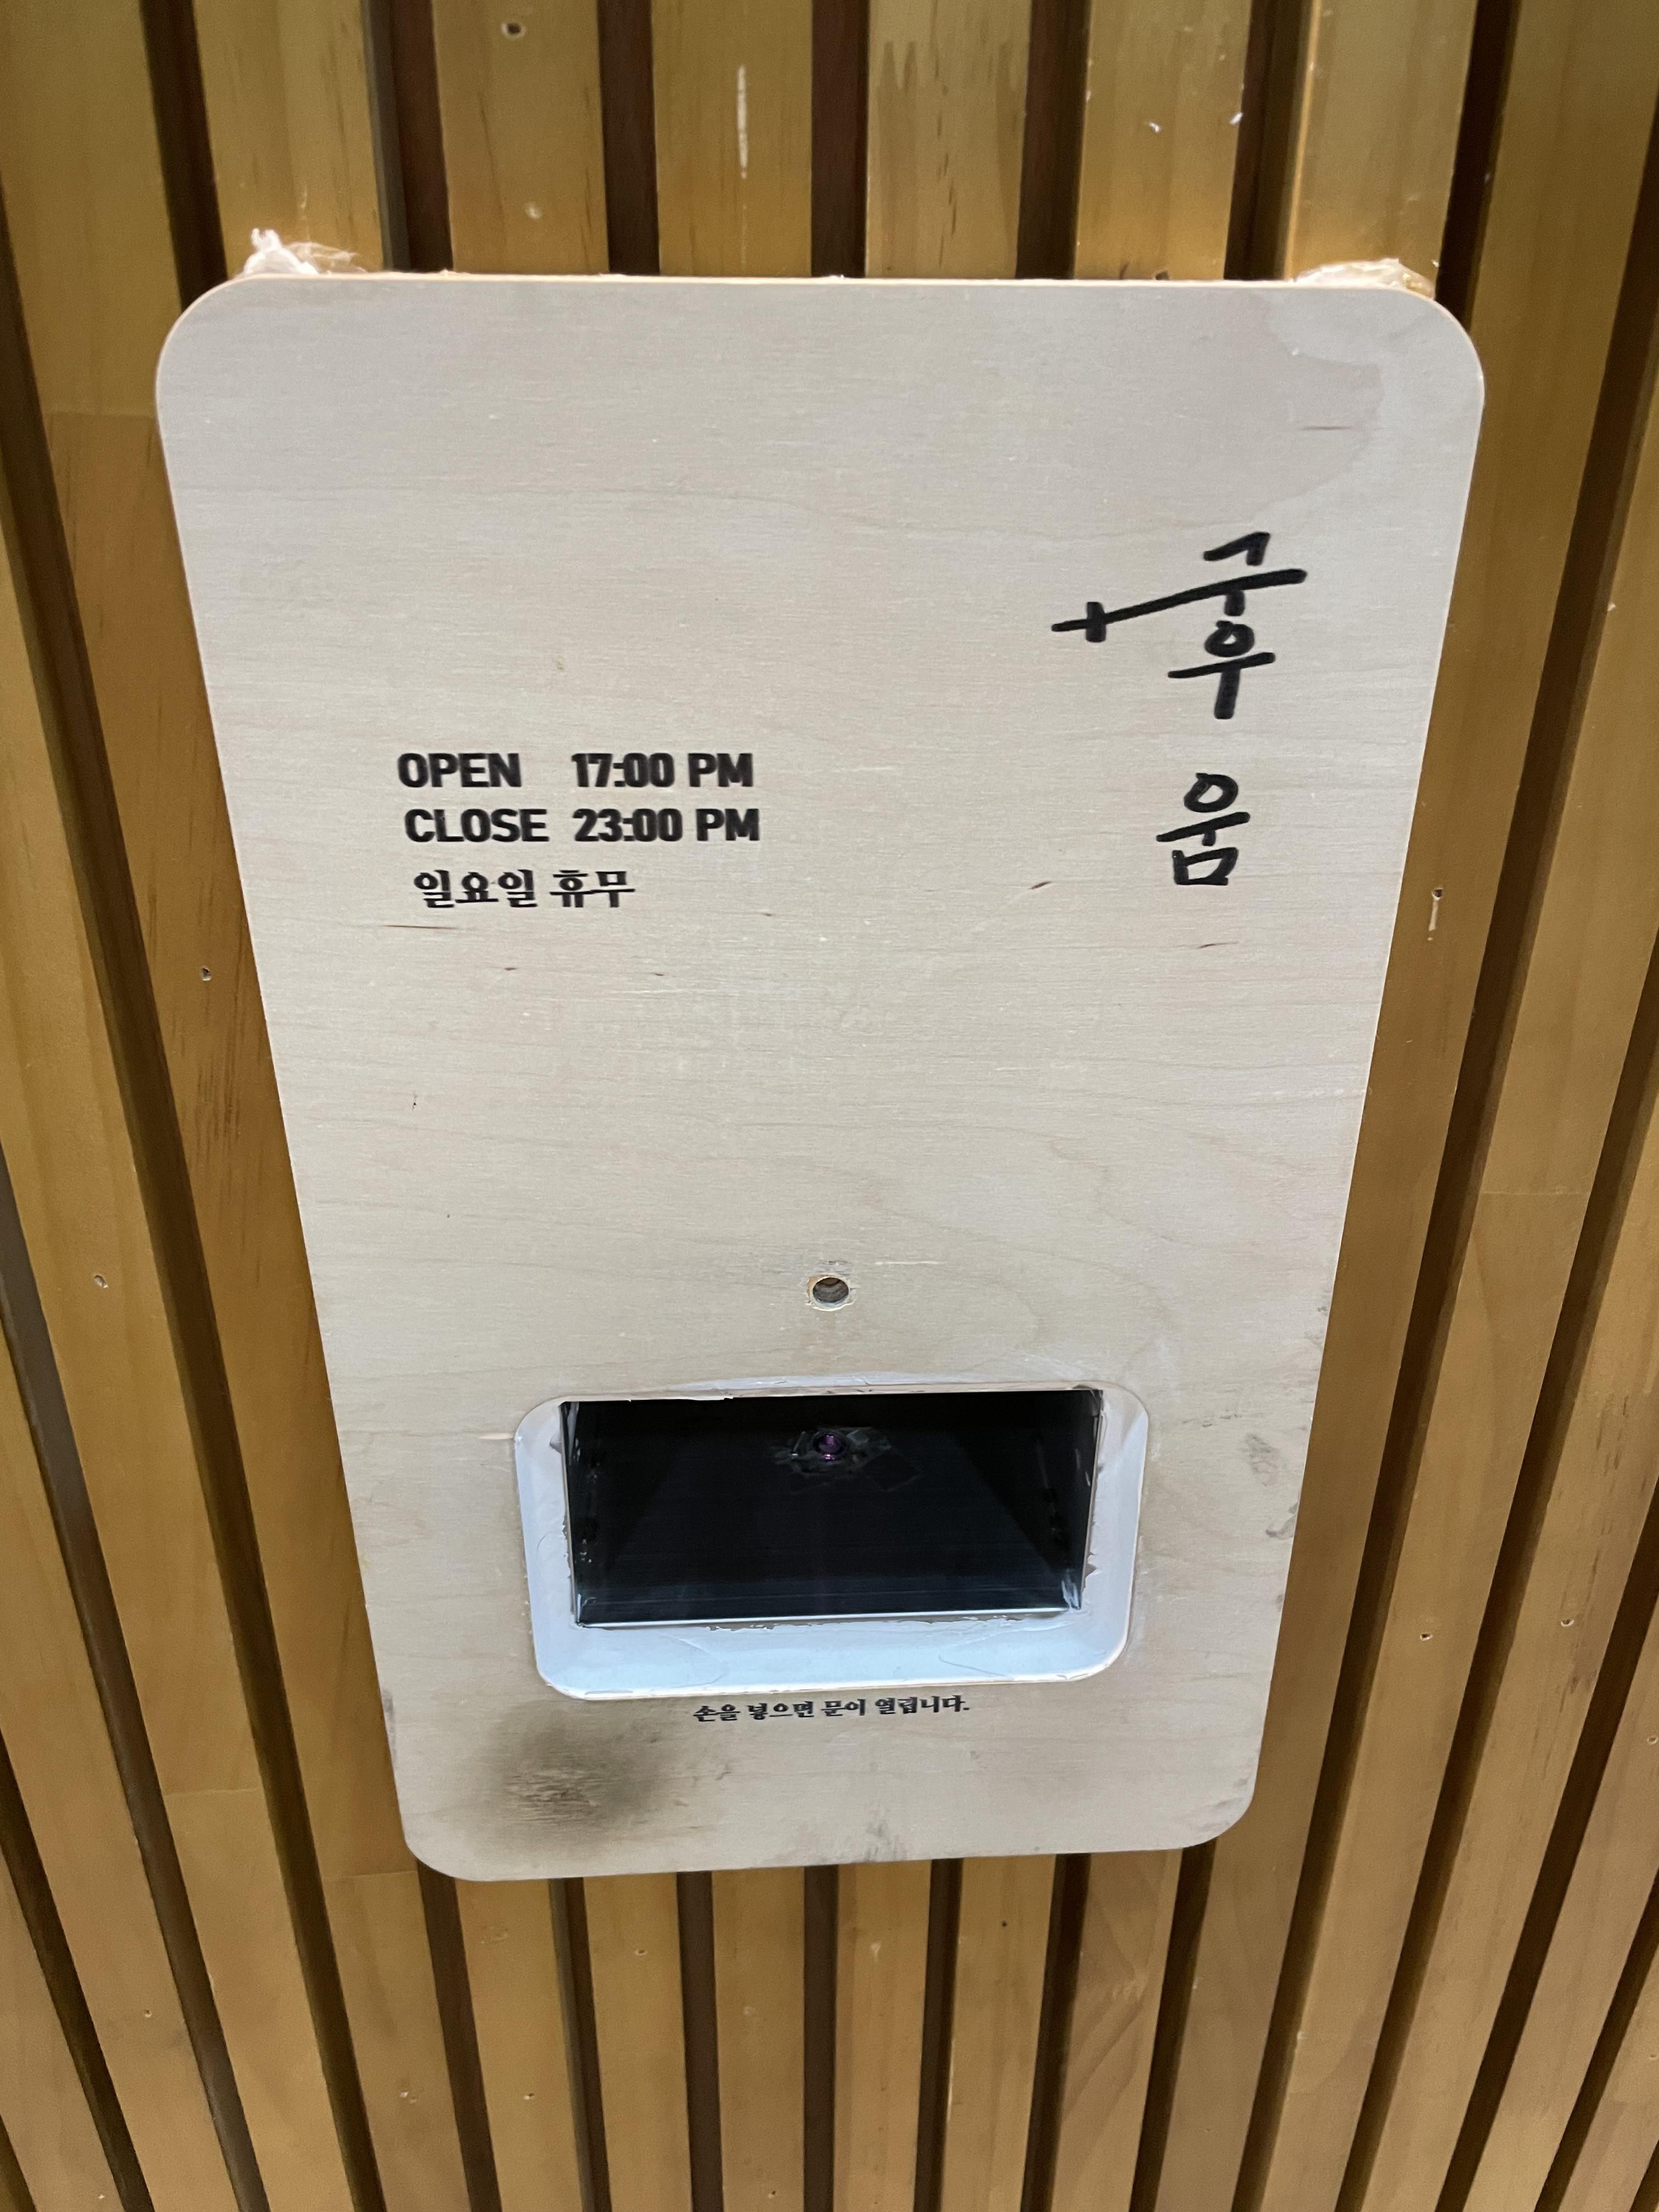 구우움
OPEN 17:00 PM
CLOSE 23:00 PM
일요일 휴무
손을 넣으면 문이 열립니다.